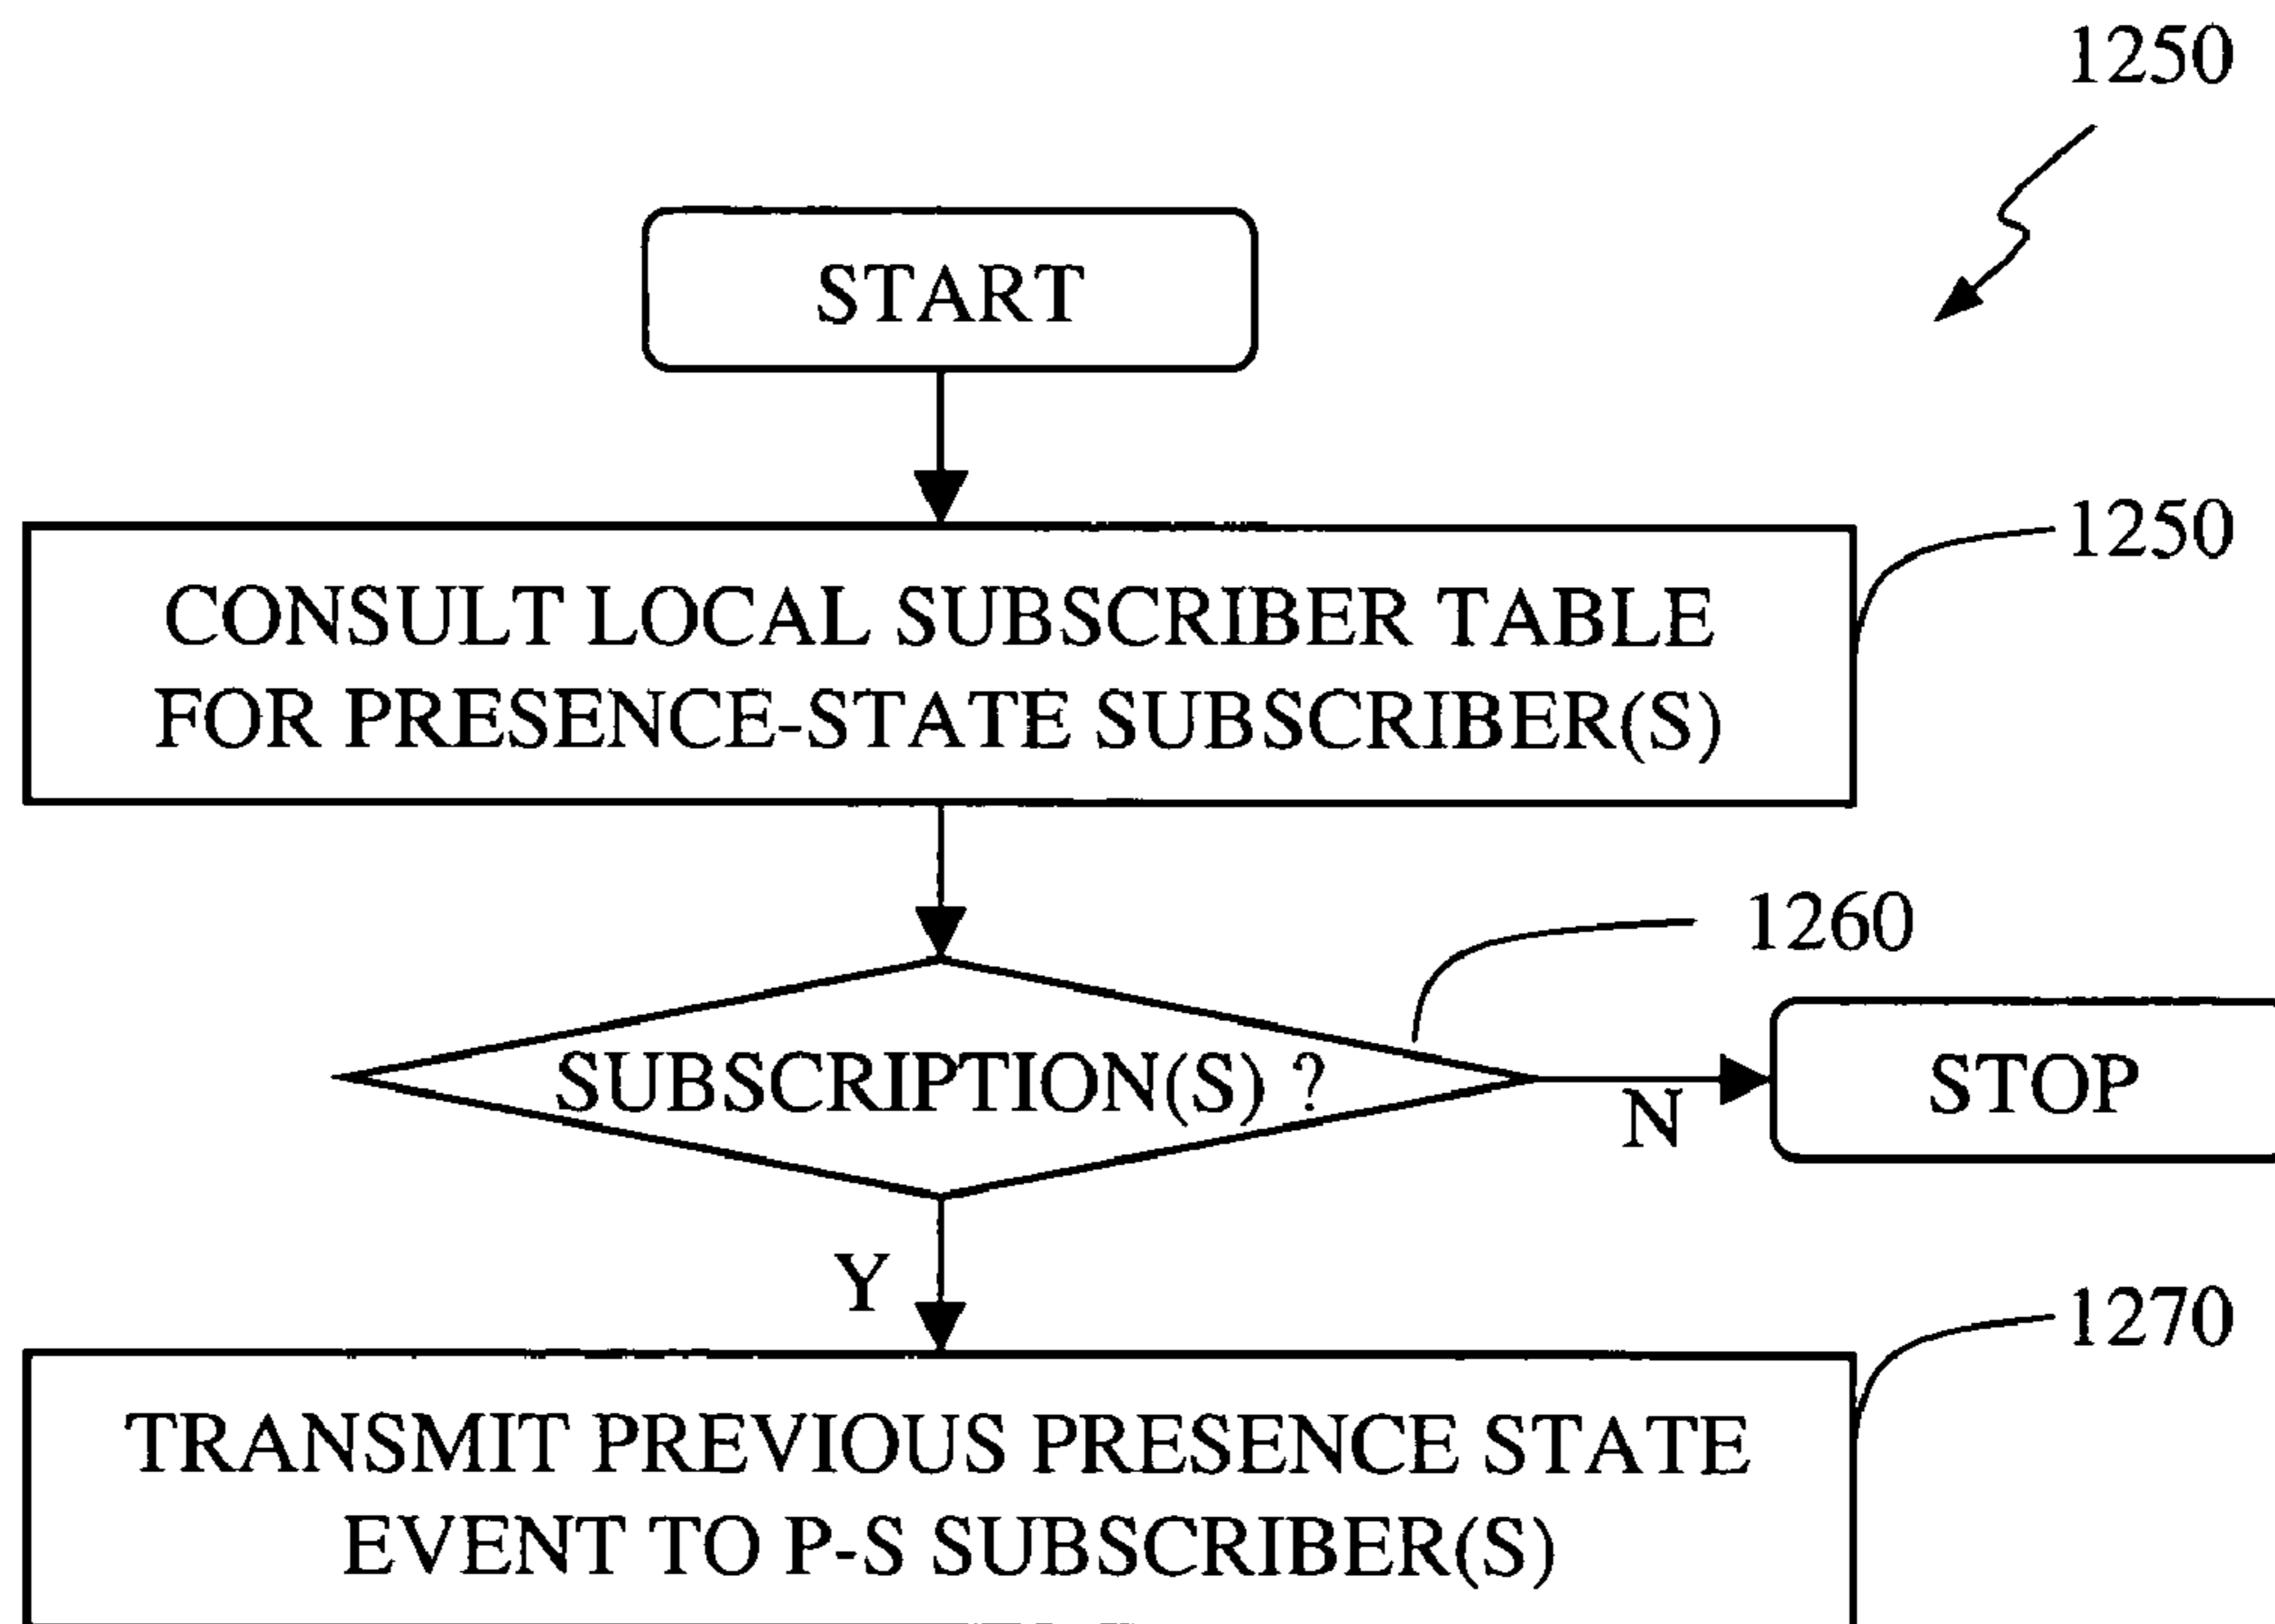 1250
START
1250
CONSULT LOCAL SUBSCRIBER TABLE
FOR PRESENCE-STATE SUBSCRIBER(S)
1260
SUBSCRIPTION(S) ?
N
STOP
Y
1270
TRANSMIT PREVIOUS PRESENCE STATE
EVENT TO P-S SUBSCRIBER(S)